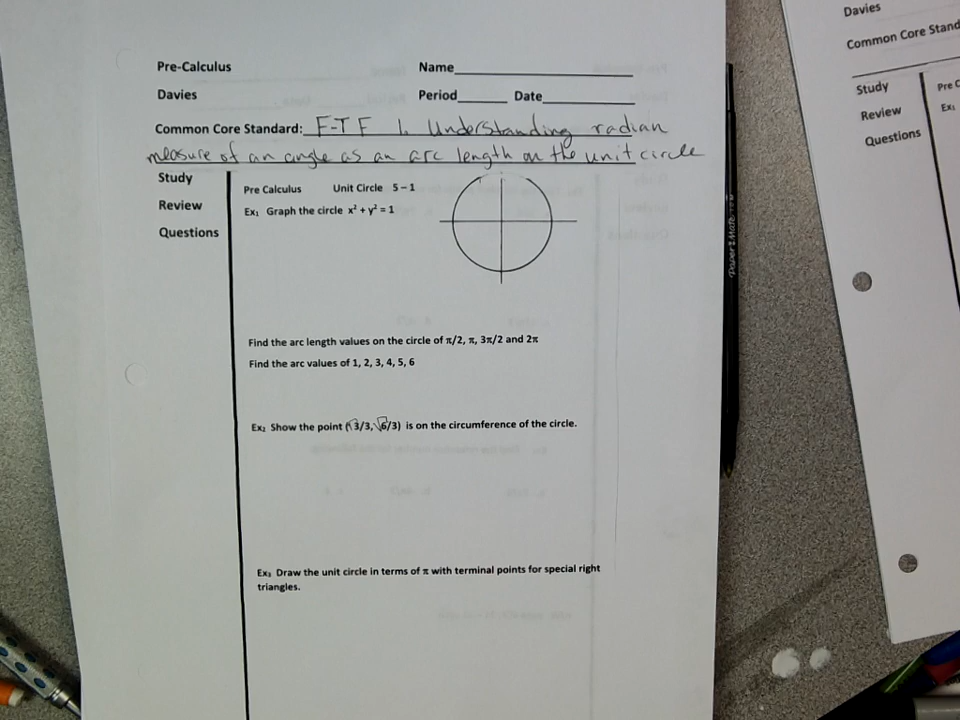 Pre-Calculus Name
Davies Period Date
Common Core Standard: F-TF 1. Understanding radian
measure of an angle as an arc length on the unit circle
Study
Review
Questions
Pre Calculus Unit Circle 5 – 1
Ex₁ Graph the circle x² + y² = 1
Find the arc length values on the circle of π/2, π, 3π/2 and 2π
Find the arc values of 1, 2, 3, 4, 5, 6
Ex₂ Show the point (√3/3, √6/3) is on the circumference of the circle.
Ex₃ Draw the unit circle in terms of π with terminal points for special right
triangles.
Paper Mate
Davies
Common Core Stand
Study
Review
Questions
Pre C
Ex₁